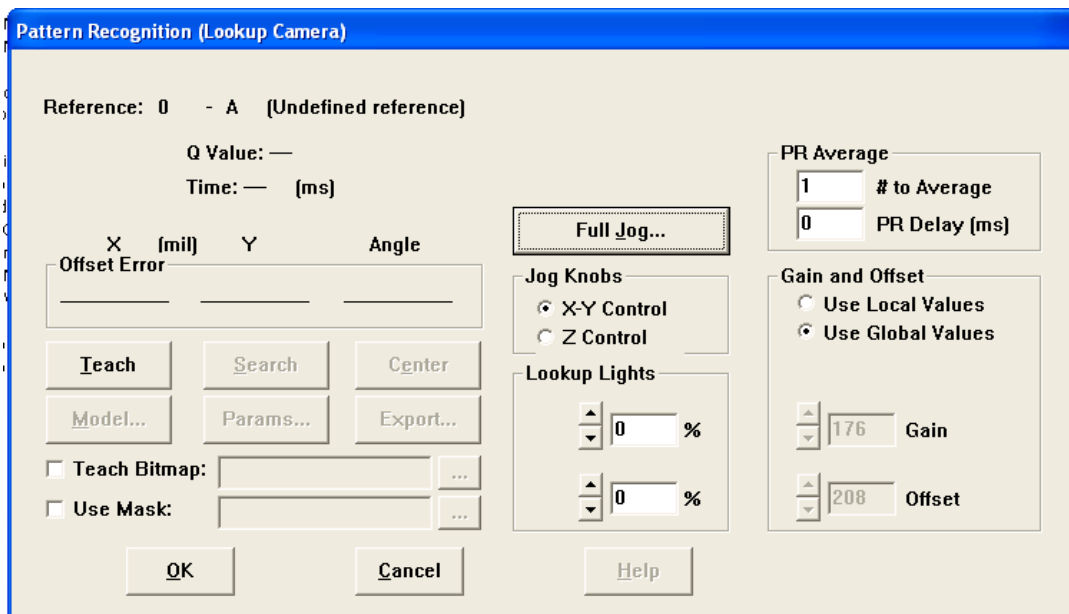 Pattern Recognition (Lookup Camera)
Reference: 0 - A (Undefined reference)
Q Value: —
Time: — (ms)
X (mil) Y Angle
Offset Error
Teach Search Center
Model... Params... Export...
Teach Bitmap: ...
Use Mask: ...
OK Cancel Help
Full Jog...
Jog Knobs
X-Y Control
Z Control
Lookup Lights
0 %
0 %
PR Average
1 # to Average
0 PR Delay (ms)
Gain and Offset
Use Local Values
Use Global Values
176 Gain
208 Offset